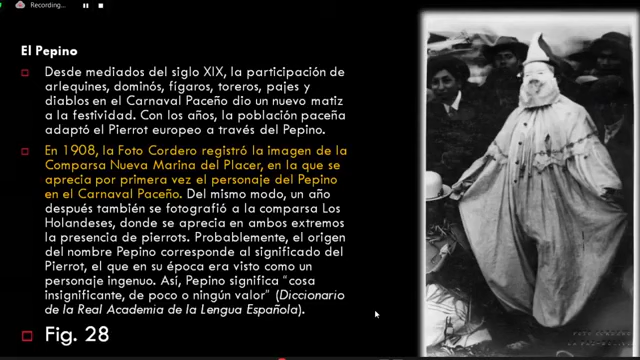 Recording...
El Pepino
Desde mediados del siglo XIX, la participación de
arlequines, dominós, fígaros, toreros, pajes y
diablos en el Carnaval Paceño dio un nuevo matiz
a la festividad. Con los años, la población paceña
adaptó el Pierrot europeo a través del Pepino.
En 1908, la Foto Cordero registró la imagen de la
Comparsa Nueva Marina del Placer, en la que se
aprecia por primera vez el personaje del Pepino
en el Carnaval Paceño. Del mismo modo, un año
después también se fotografió a la comparsa Los
Holandeses, donde se aprecia en ambos extremos
la presencia de pierrots. Probablemente, el origen
del nombre Pepino corresponde al significado del
Pierrot, el que en su época era visto como un
personaje ingenuo. Así, Pepino significa "cosa
insignificante, de poco o ningún valor" (Diccionario
de la Real Academia de la Lengua Española).
Fig. 28